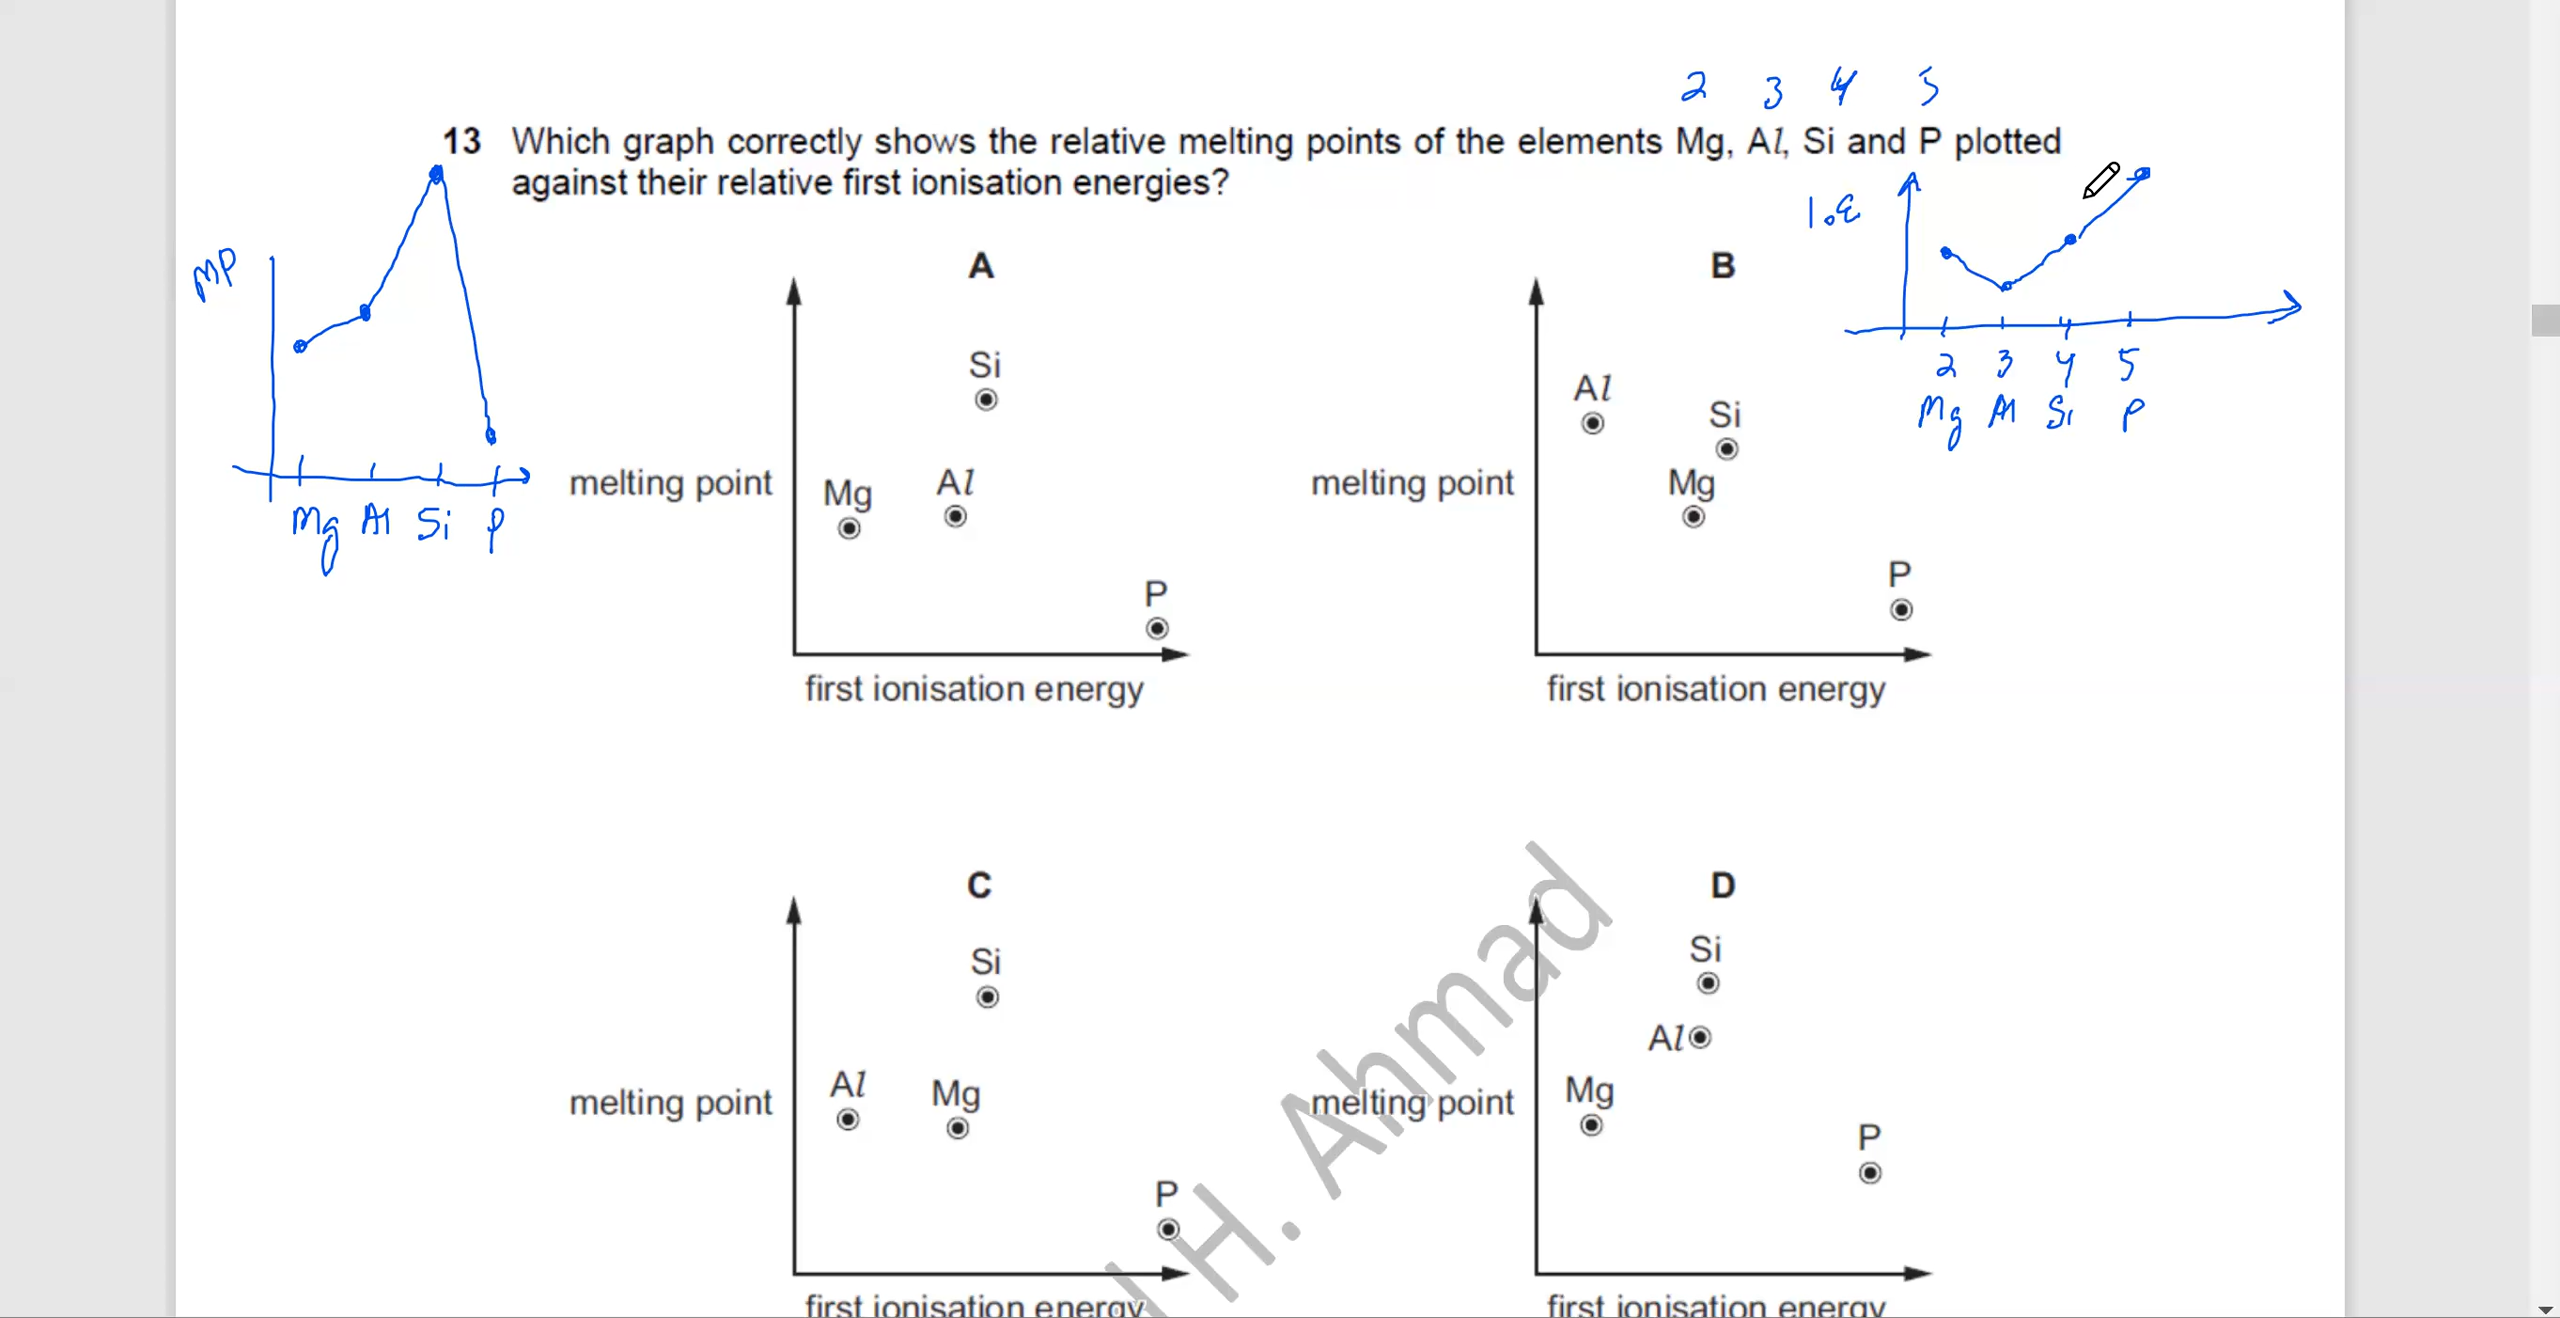 2 3 4 5
13 Which graph correctly shows the relative melting points of the elements Mg, Al, Si and P plotted
against their relative first ionisation energies?
MP
Mg Al Si P
I.E
2 3 4 5
Mg Al Si P
A
Si
Mg
Al
P
melting point
first ionisation energy
B
Al
Si
Mg
P
melting point
first ionisation energy
C
Si
Al
Mg
P
melting point
first ionisation energy
D
Si
Al
Mg
P
melting point
first ionisation energy
H. Ahmad